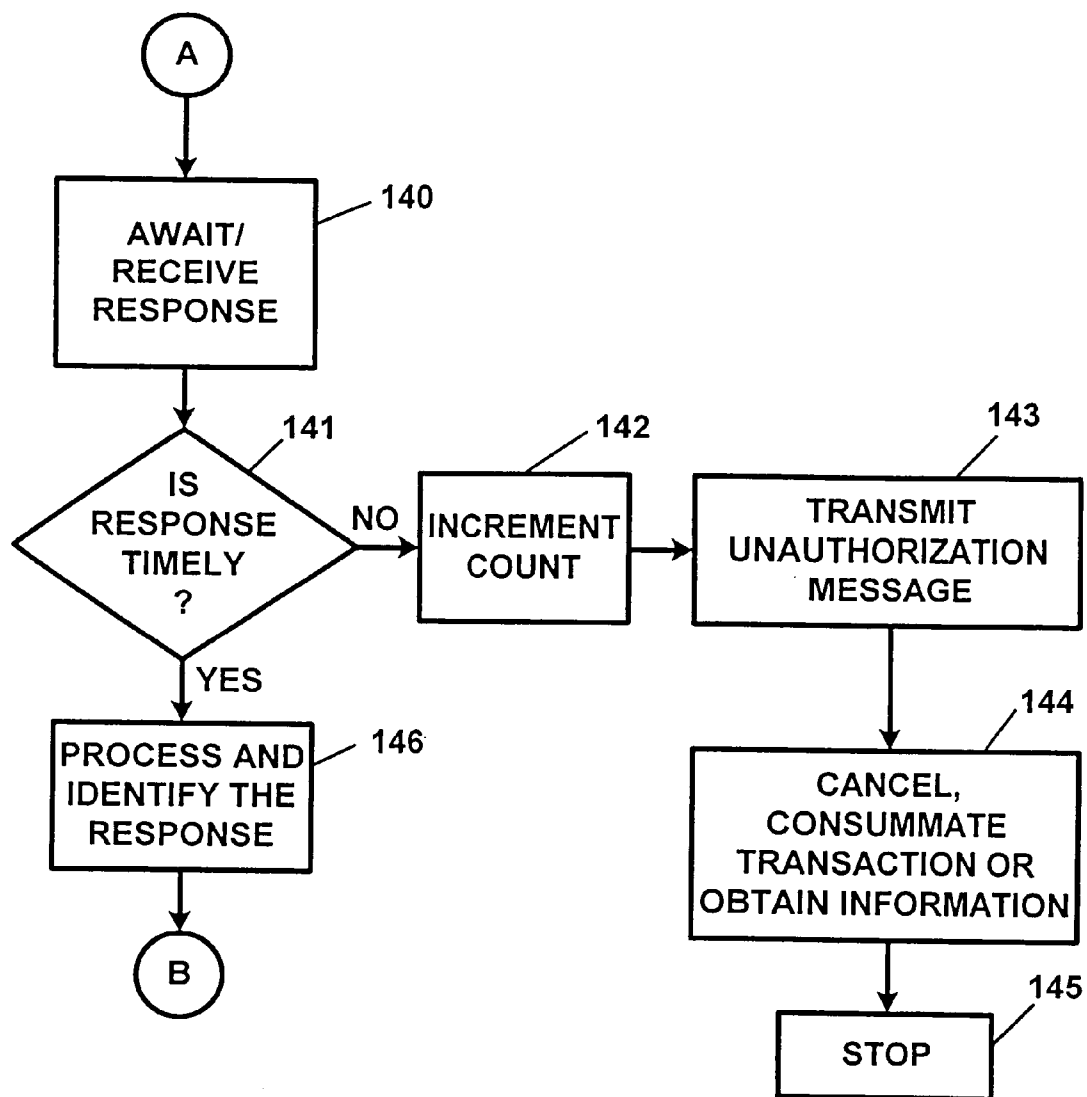 A
140
AWAIT/
RECEIVE
RESPONSE
141
IS
RESPONSE
TIMELY
?
NO
142
INCREMENT
COUNT
143
TRANSMIT
UNAUTHORIZATION
MESSAGE
YES
146
PROCESS AND
IDENTIFY THE
RESPONSE
144
CANCEL,
CONSUMMATE
TRANSACTION OR
OBTAIN INFORMATION
B
145
STOP